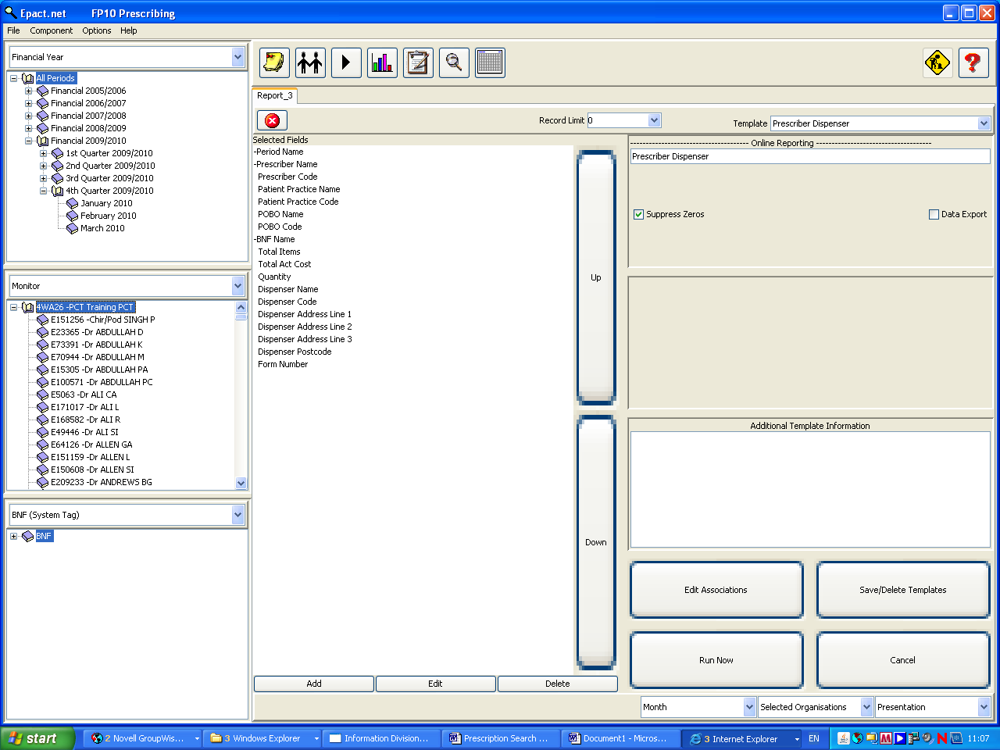 Epact.net FP10 Prescribing
File Component Options Help
Financial Year
All Periods
Financial 2005/2006
Financial 2006/2007
Financial 2007/2008
Financial 2008/2009
Financial 2009/2010
1st Quarter 2009/2010
2nd Quarter 2009/2010
3rd Quarter 2009/2010
4th Quarter 2009/2010
January 2010
February 2010
March 2010
Monitor
4WA26 -PCT Training PCT
E151256 -Chir/Pod SINGH P
E23365 -Dr ABDULLAH D
E73391 -Dr ABDULLAH K
E70944 -Dr ABDULLAH M
E15305 -Dr ABDULLAH PA
E100571 -Dr ABDULLAH PC
E5063 -Dr ALI CA
E171017 -Dr ALI L
E168582 -Dr ALI R
E49446 -Dr ALI SI
E64126 -Dr ALLEN GA
E151159 -Dr ALLEN L
E150608 -Dr ALLEN SI
E209233 -Dr ANDREWS BG
BNF (System Tag)
BNF
Report_3
Record Limit 0
Template Prescriber Dispenser
Selected Fields
-Period Name
-Prescriber Name
Prescriber Code
Patient Practice Name
Patient Practice Code
POBO Name
POBO Code
-BNF Name
Total Items
Total Act Cost
Quantity
Dispenser Name
Dispenser Code
Dispenser Address Line 1
Dispenser Address Line 2
Dispenser Address Line 3
Dispenser Postcode
Form Number
Up
Down
Add Edit Delete
Online Reporting
Prescriber Dispenser
Suppress Zeros Data Export
Additional Template Information
Edit Associations Save/Delete Templates
Run Now Cancel
Month Selected Organisations Presentation
start 2 Novell GroupWis... 3 Windows Explorer Information Division... Prescription Search ... Document1 - Micros... 3 Internet Explorer EN 11:07